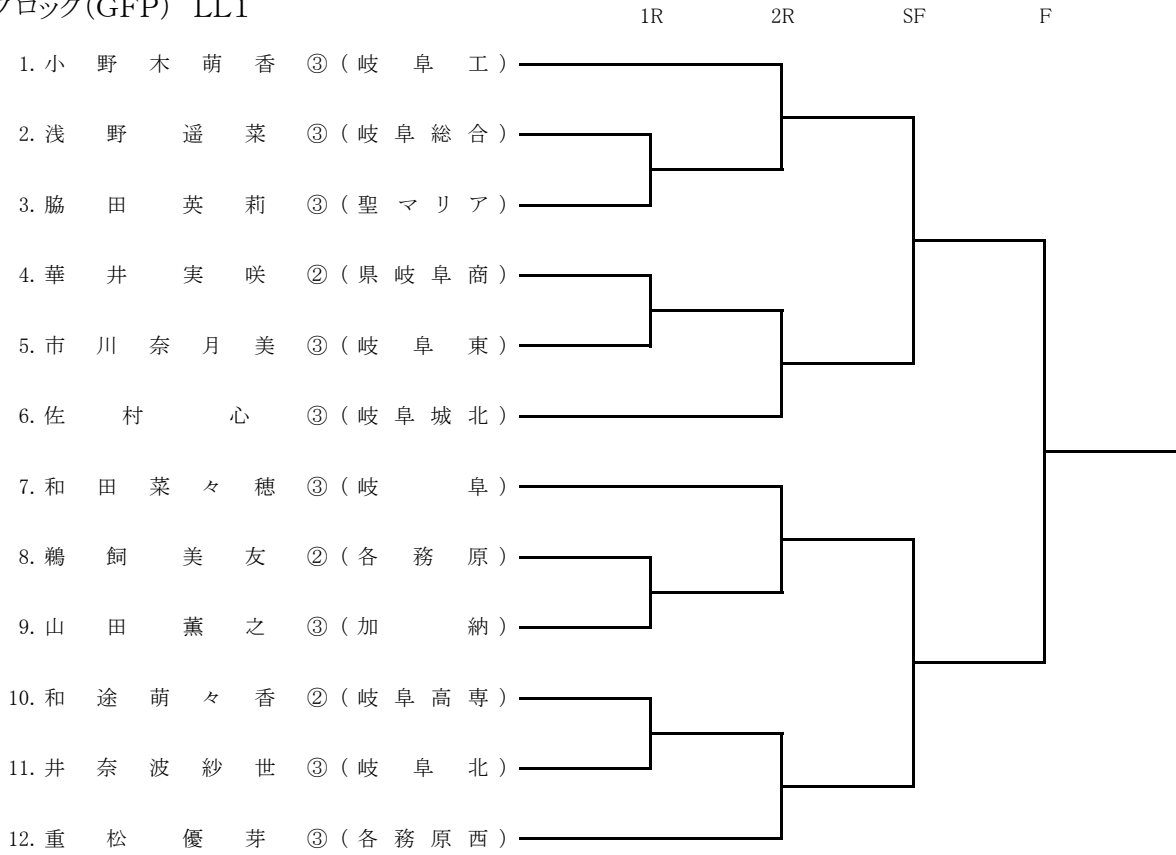 ブロック(GFP) LL1
1R 2R SF F
1. 小野木萌香 ③ (岐阜工)
2. 浅野遥菜 ③ (岐阜総合)
3. 脇田英莉 ③ (聖マリア)
4. 華井実咲 ② (県岐阜商)
5. 市川奈月美 ③ (岐阜東)
6. 佐村心 ③ (岐阜城北)
7. 和田菜々穂 ③ (岐阜)
8. 鵜飼美友 ② (各務原)
9. 山田薫之 ③ (加納)
10. 和途萌々香 ② (岐阜高専)
11. 井奈波紗世 ③ (岐阜北)
12. 重松優芽 ③ (各務原西)